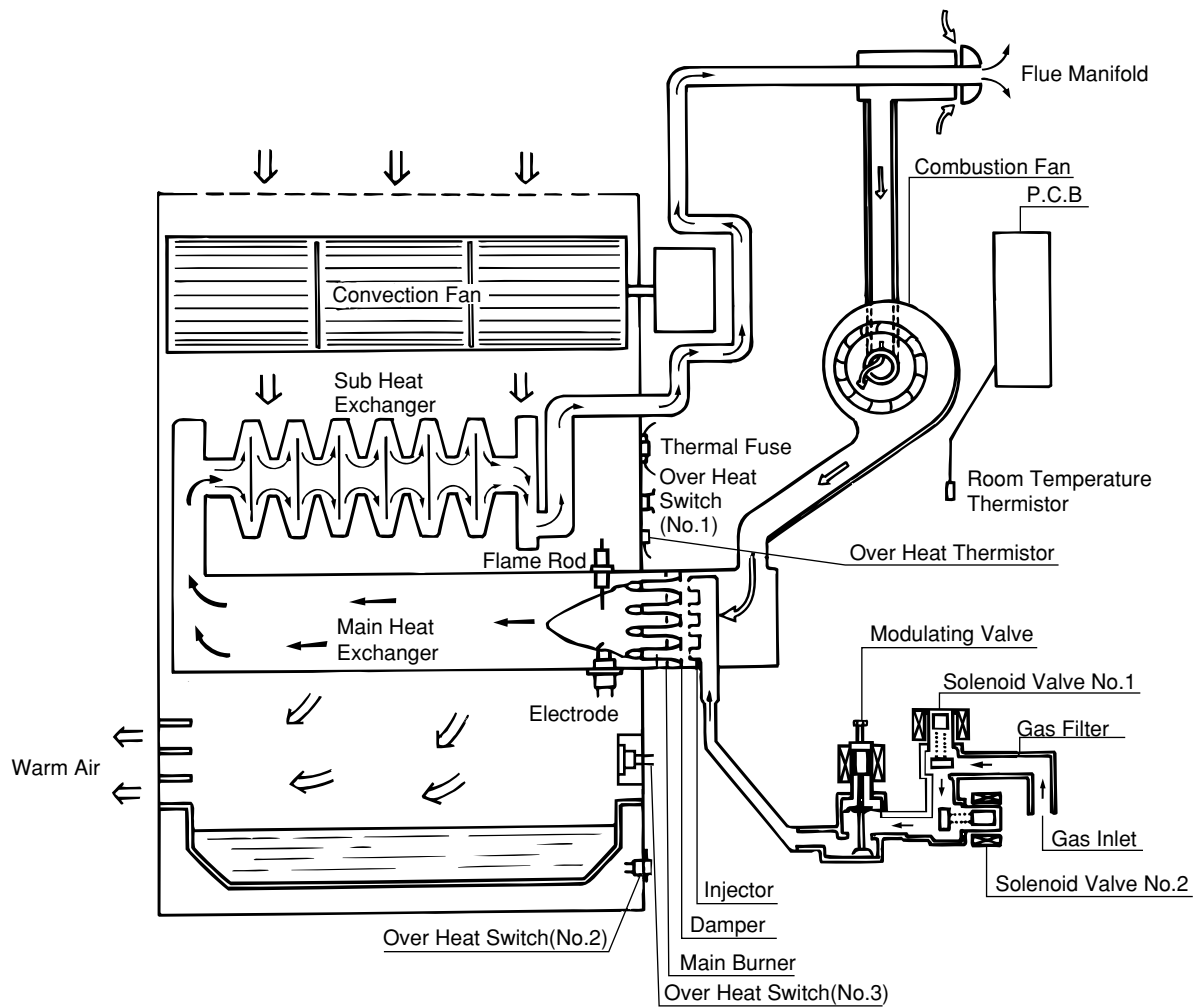 Flue Manifold
Combustion Fan
P.C.B
Convection Fan
Sub Heat
Exchanger
Thermal Fuse
Over Heat
Switch
(No.1)
Room Temperature
Thermistor
Over Heat Thermistor
Flame Rod
Main Heat
Exchanger
Modulating Valve
Solenoid Valve No.1
Electrode
Gas Filter
Warm Air
Gas Inlet
Injector
Solenoid Valve No.2
Damper
Over Heat Switch(No.2)
Main Burner
Over Heat Switch(No.3)